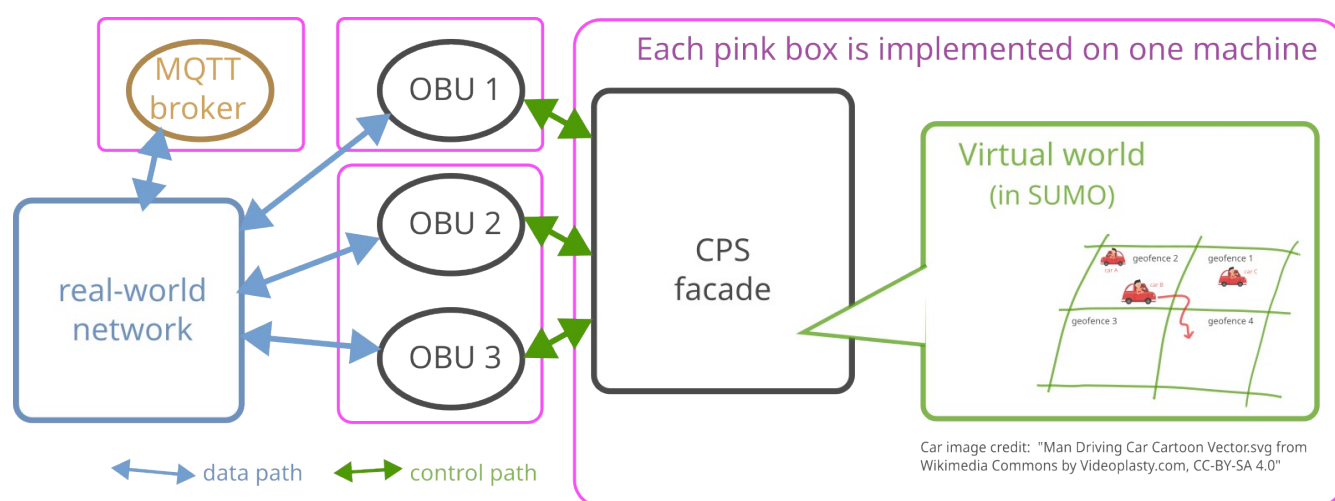 Each pink box is implemented on one machine
MQTT
broker
OBU 1
OBU 2
OBU 3
real-world
network
CPS
facade
Virtual world
(in SUMO)
geofence 2
geofence 1
car A
car B
car C
geofence 3
geofence 4
data path
control path
Car image credit:  "Man Driving Car Cartoon Vector.svg from
Wikimedia Commons by Videoplasty.com, CC-BY-SA 4.0"